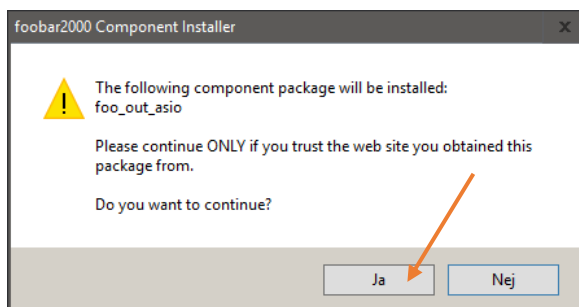 foobar2000 Component Installer
The following component package will be installed:
foo_out_asio
Please continue ONLY if you trust the web site you obtained this
package from.
Do you want to continue?
Ja
Nej